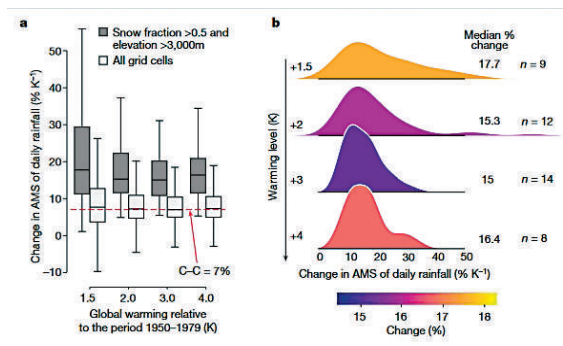 a
Snow fraction >0.5 and
elevation >3,000m
All grid cells
Change in AMS of daily rainfall (% K⁻¹)
50
40
30
20
10
0
−10
C–C = 7%
1.5 2.0 3.0 4.0
Global warming relative
to the period 1950–1979 (K)
b
Median %
change
Warming level (K)
+1.5 17.7 n = 9
+2 15.3 n = 12
+3 15 n = 14
+4 16.4 n = 8
0 10 20 30 40 50
Change in AMS of daily rainfall (% K⁻¹)
15 16 17 18
Change (%)